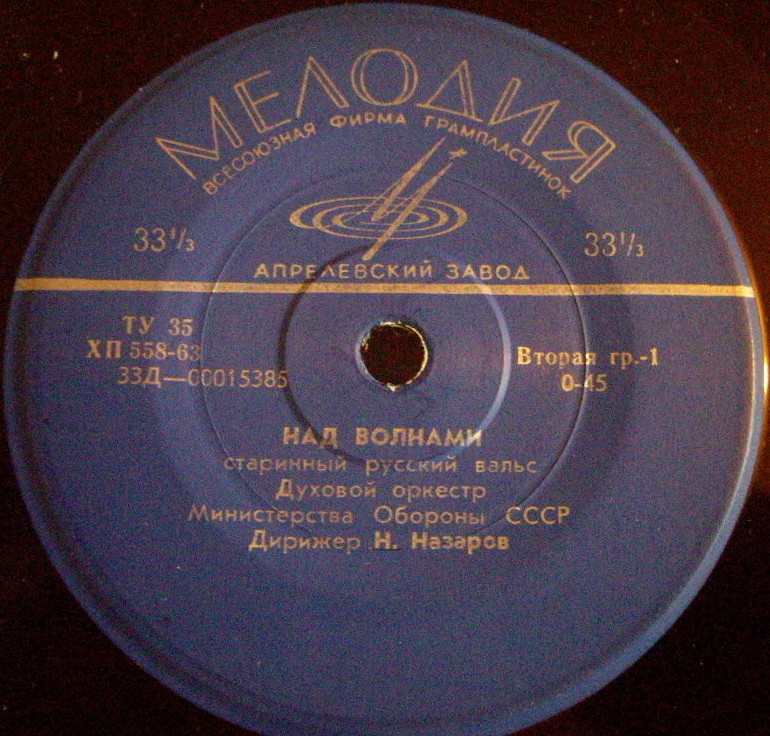 МЕЛОДИЯ
ВСЕСОЮЗНАЯ ФИРМА ГРАМПЛАСТИНОК
33⅓ 33⅓
АПРЕЛЕВСКИЙ ЗАВОД
ТУ 35
ХП 558-63
33Д—00015385
Вторая гр.-1
0-45
НАД ВОЛНАМИ
старинный русский вальс
Духовой оркестр
Министерства Обороны СССР
Дирижер Н. Назаров